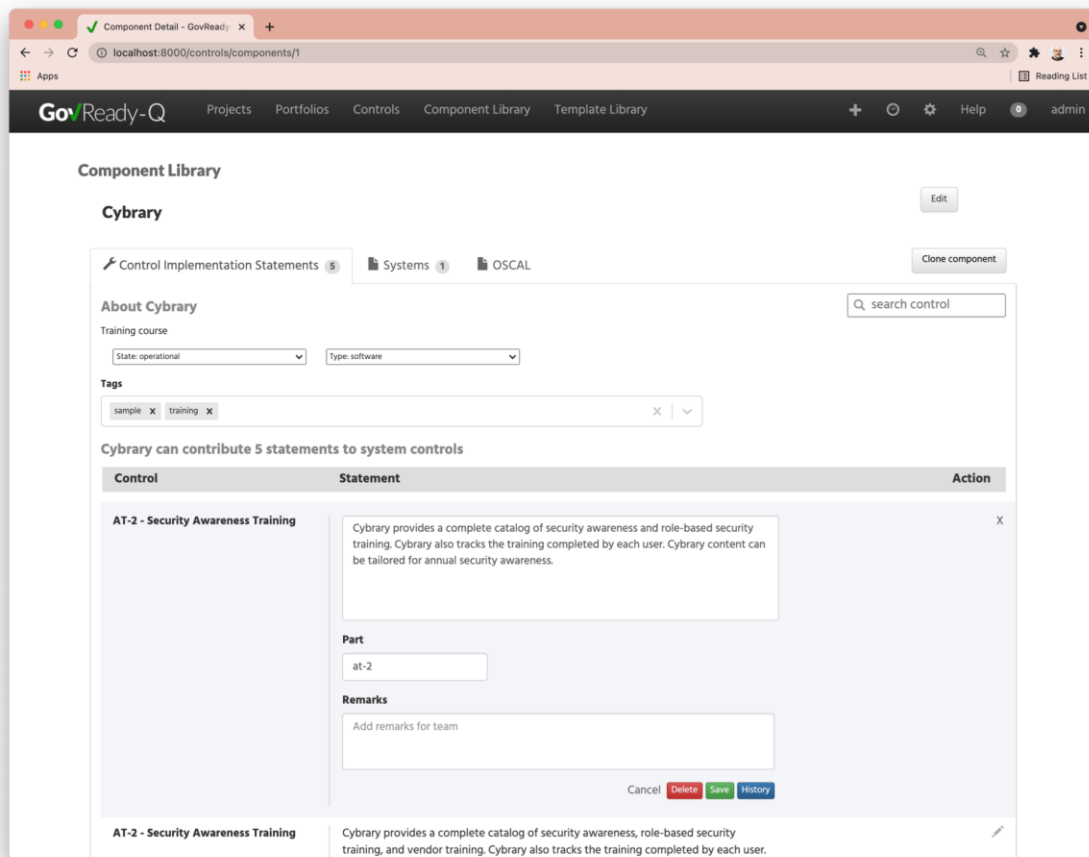 Component Detail - GovReady-
localhost:8000/controls/components/1
Apps
Reading List
GovReady-Q Projects Portfolios Controls Component Library Template Library Help 0 admin
Component Library
Cybrary
Edit
Control Implementation Statements 5 Systems 1 OSCAL
Clone component
About Cybrary
search control
Training course
State: operational Type: software
Tags
sample x training x
Cybrary can contribute 5 statements to system controls
Control Statement Action
AT-2 - Security Awareness Training
X
Cybrary provides a complete catalog of security awareness and role-based security
training. Cybrary also tracks the training completed by each user. Cybrary content can
be tailored for annual security awareness.
Part
at-2
Remarks
Add remarks for team
Cancel Delete Save History
AT-2 - Security Awareness Training
Cybrary provides a complete catalog of security awareness, role-based security
training, and vendor training. Cybrary also tracks the training completed by each user.